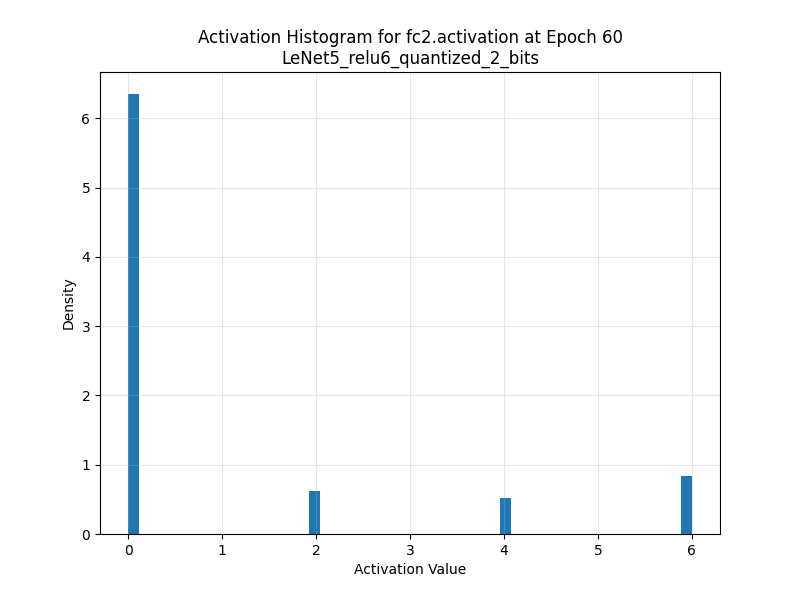 Activation Histogram for fc2.activation at Epoch 60
LeNet5_relu6_quantized_2_bits
6
5
4
3
2
1
0
Density
0 1 2 3 4 5 6
Activation Value